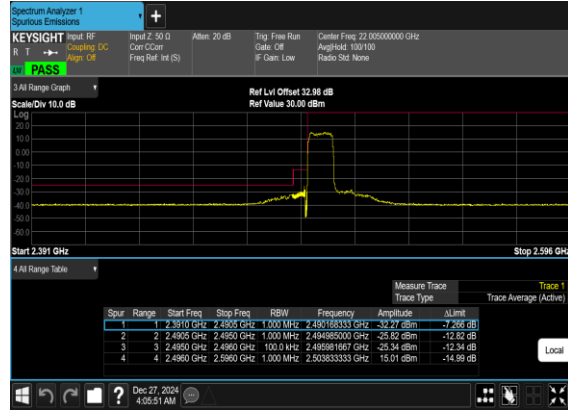 Spectrum Analyzer 1
Spurious Emissions
+
KEYSIGHT Input: RF Input Z: 50 Ω Atten: 20 dB Trig: Free Run Center Freq: 22.005000000 GHz
R T Coupling: DC Corr CCorr Gate: Off Avg|Hold: 100/100
Align: Off Freq Ref: Int (S) IF Gain: Low Radio Std: None
PASS
3 All Range Graph
Ref Lvl Offset 32.98 dB
Scale/Div 10.0 dB Ref Value 30.00 dBm
Log
20.0
10.0
0.00
-10.0
-20.0
-30.0
-40.0
-50.0
-60.0
Start 2.391 GHz Stop 2.596 GHz
4 All Range Table
Measure Trace Trace 1
Trace Type Trace Average (Active)
Spur Range Start Freq Stop Freq RBW Frequency Amplitude ΔLimit
1 1 2.3910 GHz 2.4905 GHz 1.000 MHz 2.490168333 GHz -32.27 dBm -7.266 dB
2 2 2.4905 GHz 2.4950 GHz 1.000 MHz 2.494985000 GHz -25.82 dBm -12.82 dB
3 3 2.4950 GHz 2.4960 GHz 100.0 kHz 2.495981667 GHz -25.34 dBm -12.34 dB
4 4 2.4960 GHz 2.5960 GHz 1.000 MHz 2.503833333 GHz 15.01 dBm -14.99 dB
Local
? Dec 27, 2024
4:05:51 AM